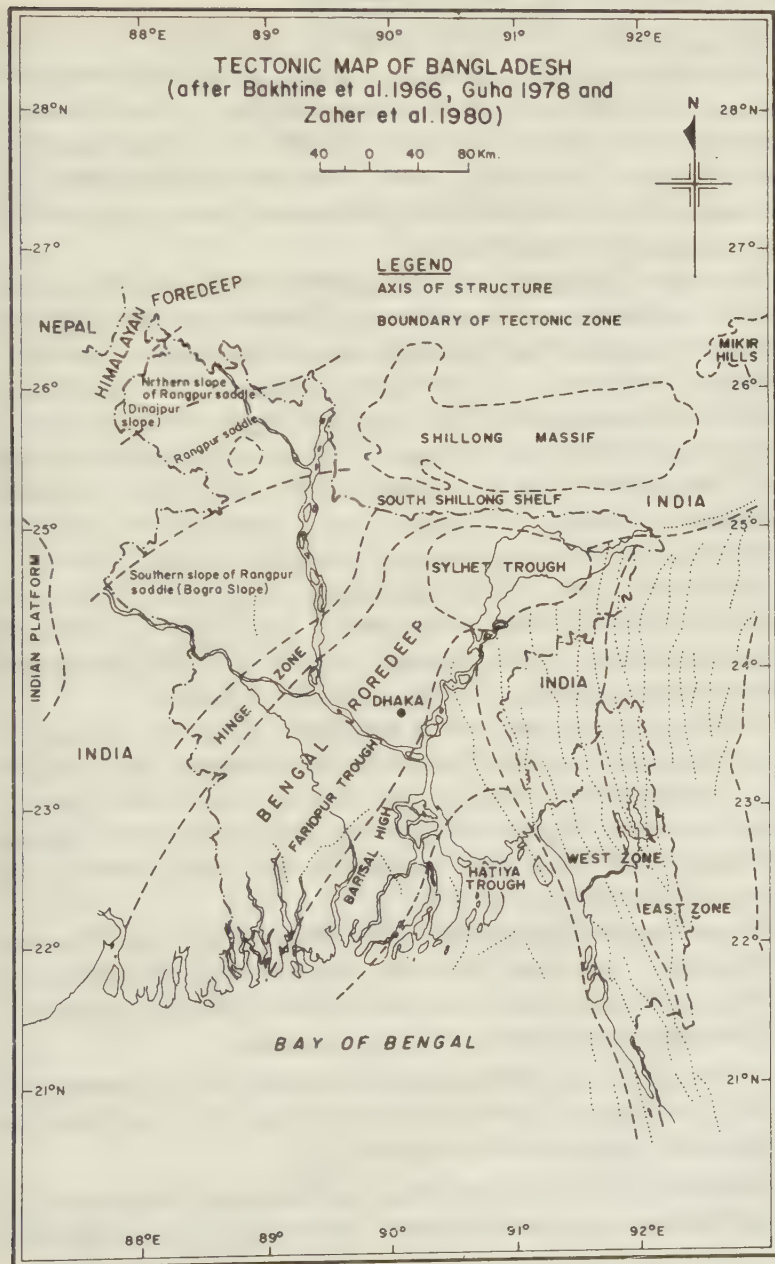 88°E 89° 90° 91° 92°E
TECTONIC MAP OF BANGLADESH
(after Bakhtine et al.1966, Guha 1978 and
Zaher et al.1980)
28°N 28°N
N
40 0 40 80 Km.
27° 27°
LEGEND
AXIS OF STRUCTURE
BOUNDARY OF TECTONIC ZONE
NEPAL
HIMALAYAN FOREDEEP
MIKIR
HILLS
26° 26°
Nrthern slope
of Rangpur saddle
(Dinajpur
slope)
Rangpur saddle
SHILLONG MASSIF
SOUTH SHILLONG SHELF
INDIA
25° 25°
INDIAN PLATFORM
Southern slope of Rangpur
saddle (Bogra Slope)
SYLHET TROUGH
24° 24°
HINGE ZONE
BENGAL ROREDEEP
DHAKA
INDIA
INDIA
FARIDPUR TROUGH
23° 23°
BARISAL HIGH
HATIYA
TROUGH
WEST ZONE
EAST ZONE
22° 22°
BAY OF BENGAL
21°N 21°N
88°E 89° 90° 91° 92°E